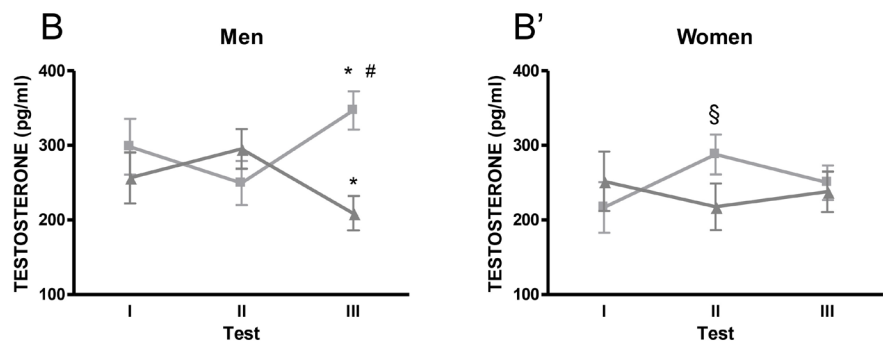 B
Men
TESTOSTERONE (pg/ml)
400
300
200
100
* #
*
I
II
III
Test
B’
Women
TESTOSTERONE (pg/ml)
400
300
200
100
§
I
II
III
Test